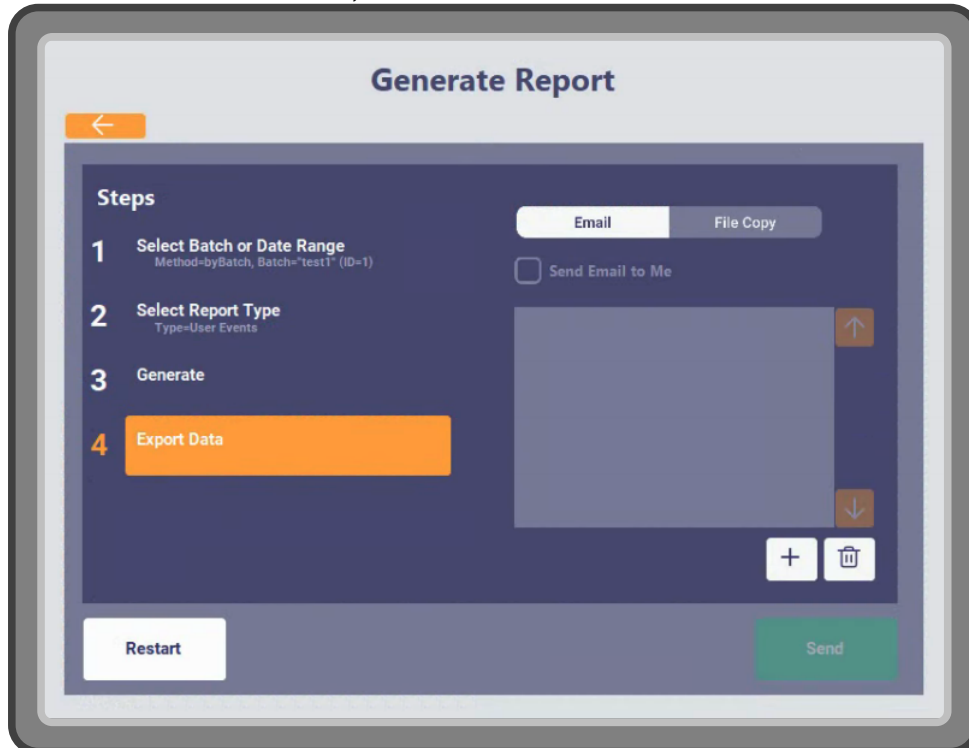 Generate Report
Steps
1 Select Batch or Date Range
Method=byBatch, Batch="test1" (ID=1)
2 Select Report Type
Type=User Events
3 Generate
4 Export Data
Email File Copy
Send Email to Me
Restart
Send